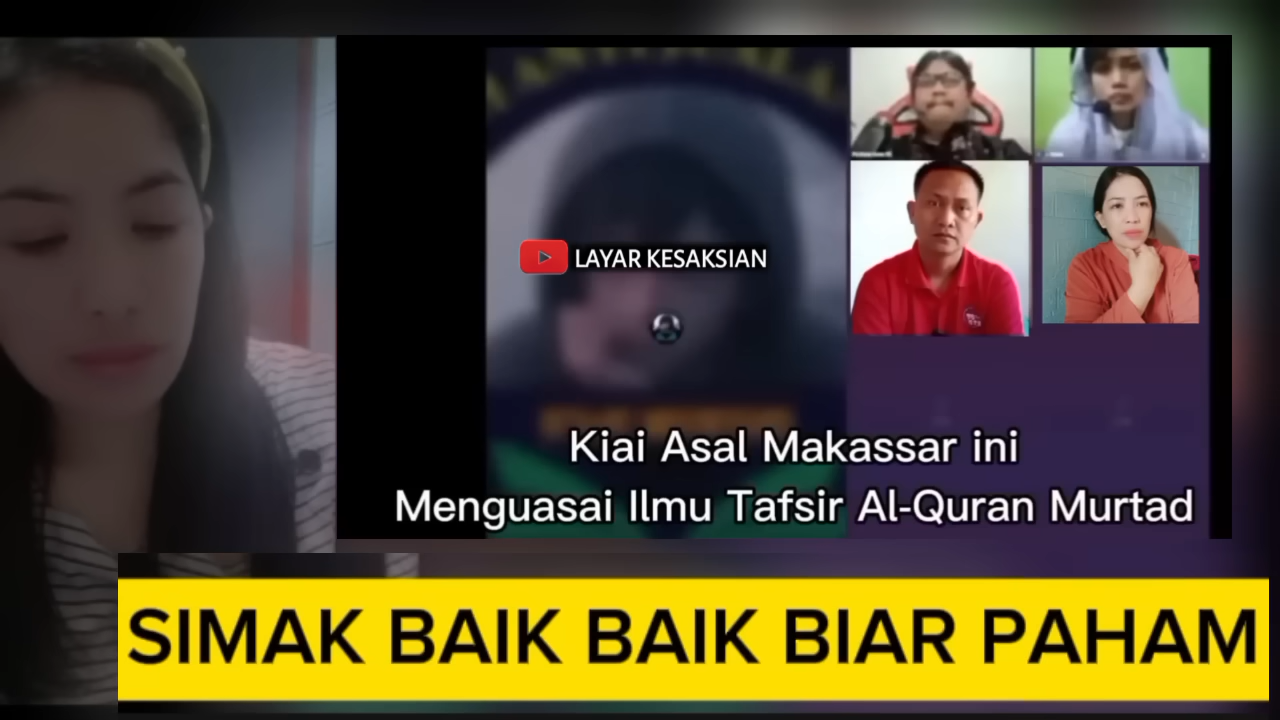 LAYAR KESAKSIAN
Kiai Asal Makassar ini
Menguasai Ilmu Tafsir Al-Quran Murtad
SIMAK BAIK BAIK BIAR PAHAM